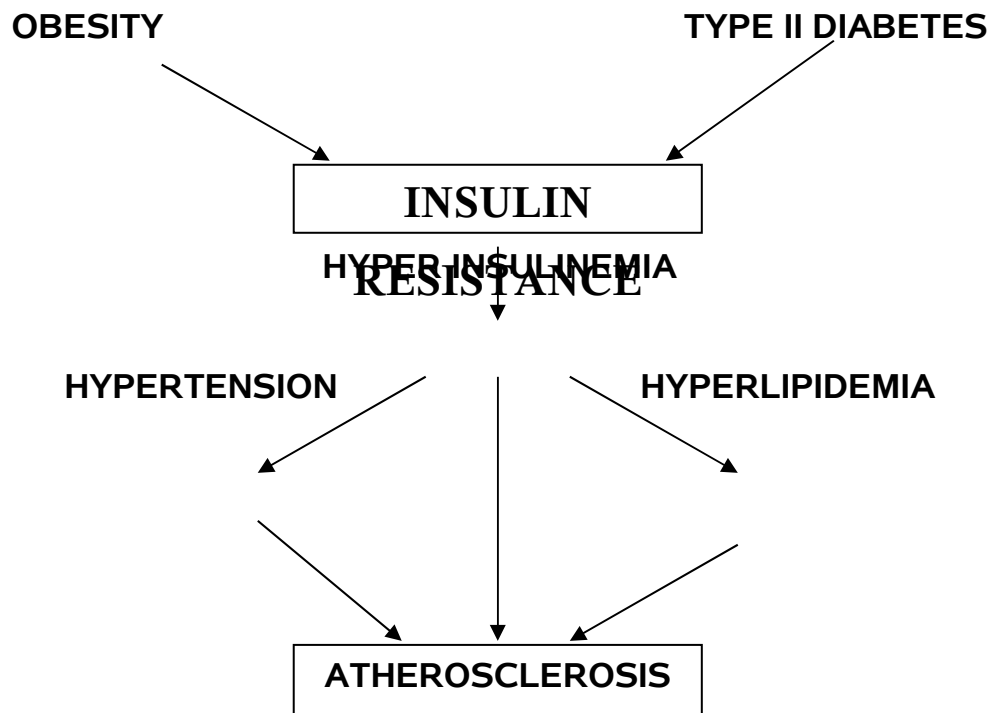 OBESITY TYPE II DIABETES
INSULIN
HYPER INSULINEMIA
RESISTANCE
HYPERTENSION HYPERLIPIDEMIA
ATHEROSCLEROSIS